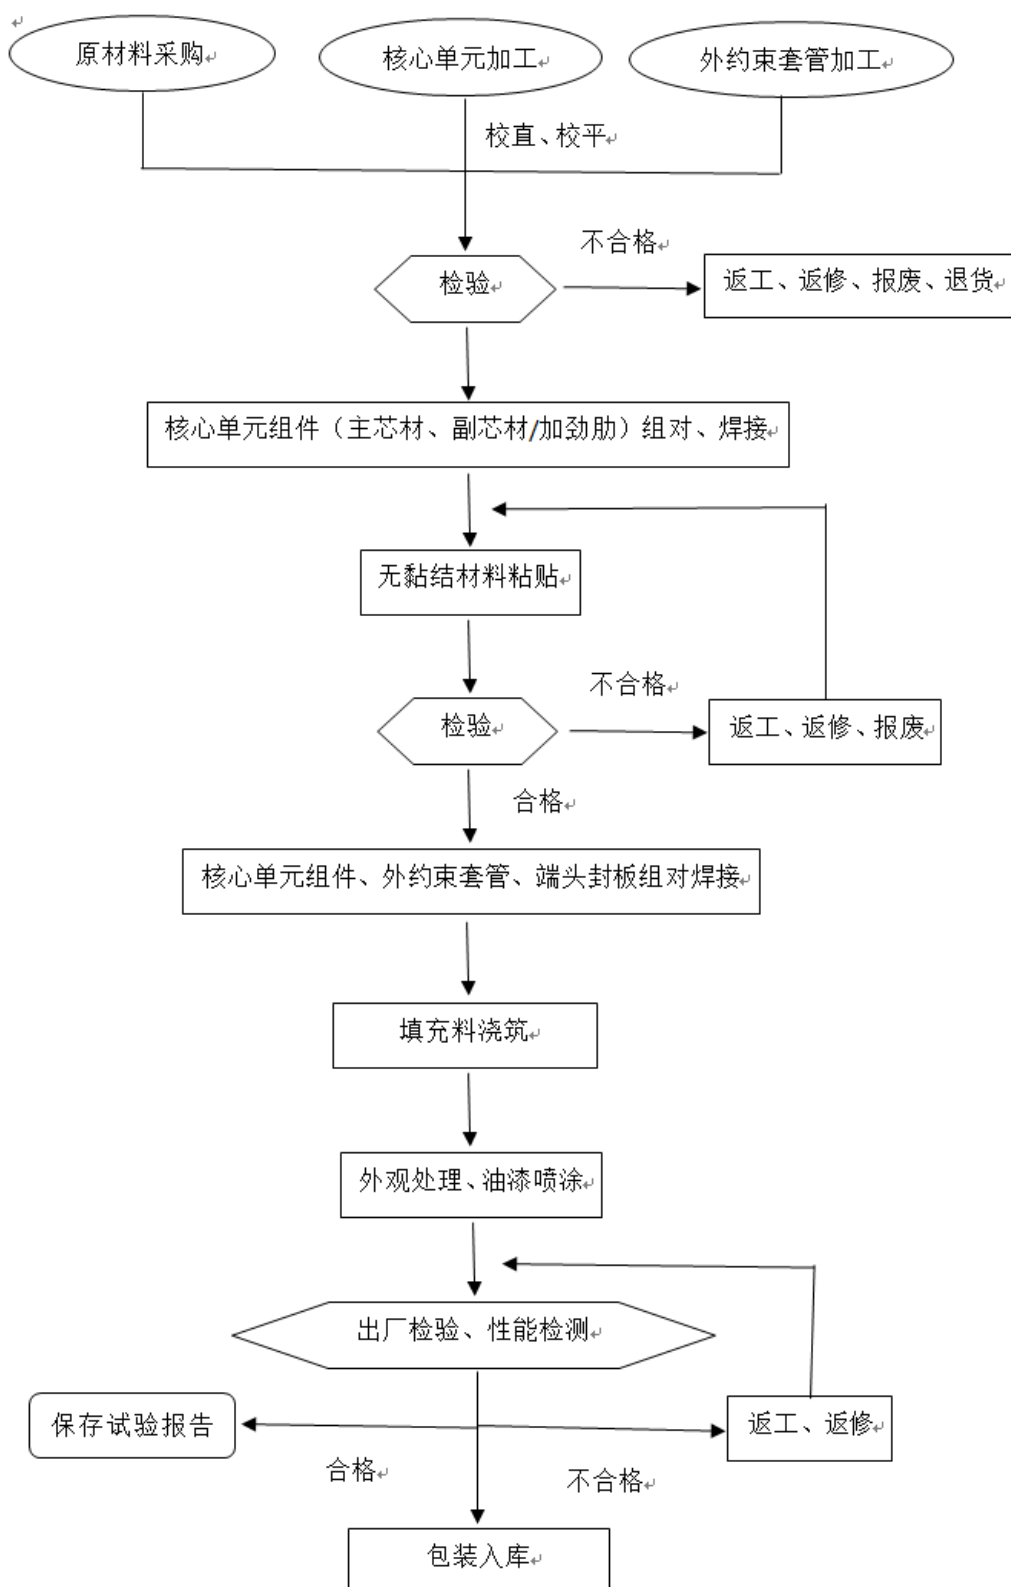 原材料采购
核心单元加工
外约束套管加工
校直、校平
不合格
检验
返工、返修、报废、退货
核心单元组件（主芯材、副芯材/加劲肋）组对、焊接
无黏结材料粘贴
不合格
检验
返工、返修、报废
合格
核心单元组件、外约束套管、端头封板组对焊接
填充料浇筑
外观处理、油漆喷涂
出厂检验、性能检测
保存试验报告
返工、返修
合格
不合格
包装入库